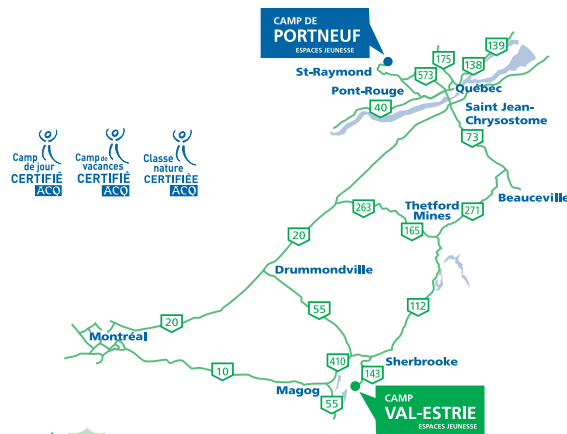 CAMP DE
PORTNEUF
ESPACES JEUNESSE
139
175
138
St-Raymond
573
Pont-Rouge
Québec
40
Saint Jean-
Chrysostome
73
Camp
de jour
CERTIFIÉ
ACQ
Camp de
vacances
CERTIFIÉ
ACQ
Classe
nature
CERTIFIÉE
ACQ
Beauceville
263
Thetford
Mines
271
165
20
Drummondville
55
112
20
Montréal
410
Sherbrooke
10
143
Magog
55
CAMP
VAL-ESTRIE
ESPACES JEUNESSE